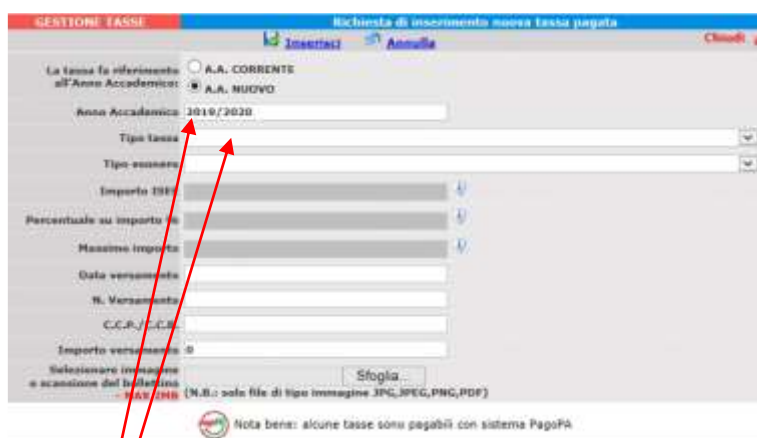 GESTIONE TASSE
Richiesta di inserimento nuova tassa pagata
Inserisci Annulla Chiudi
La tassa fa riferimento all'Anno Accademico:
A.A. CORRENTE
A.A. NUOVO
Anno Accademico 2019/2020
Tipo tassa
Tipo esonero
Importo ISEE
Percentuale su importo %
Massimo importo
Data versamento
N. Versamento
C.C.P./C.C.B.
Importo versamento 0
Selezionare immagine
o scansione del bollettino
- MAX 2MB
Sfoglia...
(N.B.: solo file di tipo immagine JPG,JPEG,PNG,PDF)
Nota bene: alcune tasse sono pagabili con sistema PagoPA